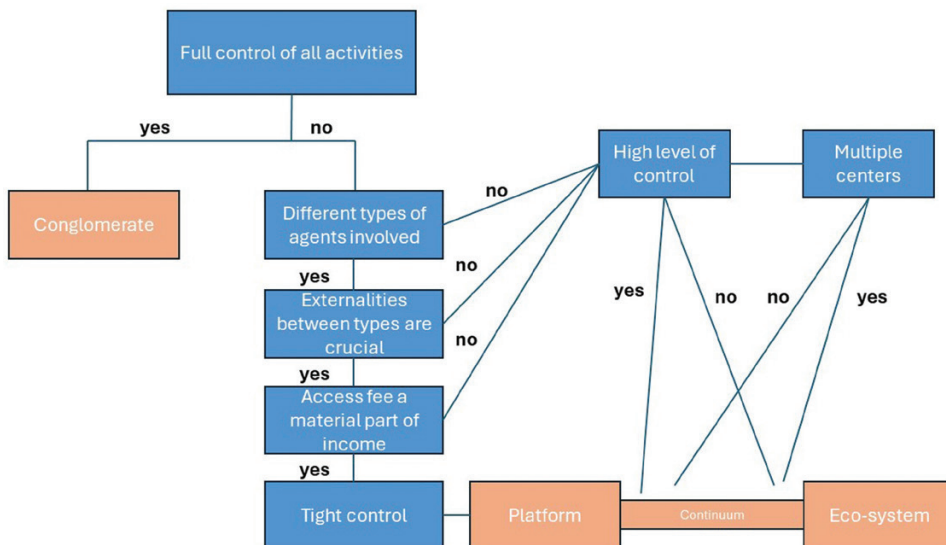 Full control of all activities
yes
no
High level of
control
Multiple
centers
Conglomerate
Different types of
agents involved
no
yes
Externalities
between types are
crucial
no
yes
no
no
yes
yes
Access fee a
material part of
income
no
yes
Tight control
Platform
Continuum
Eco-system